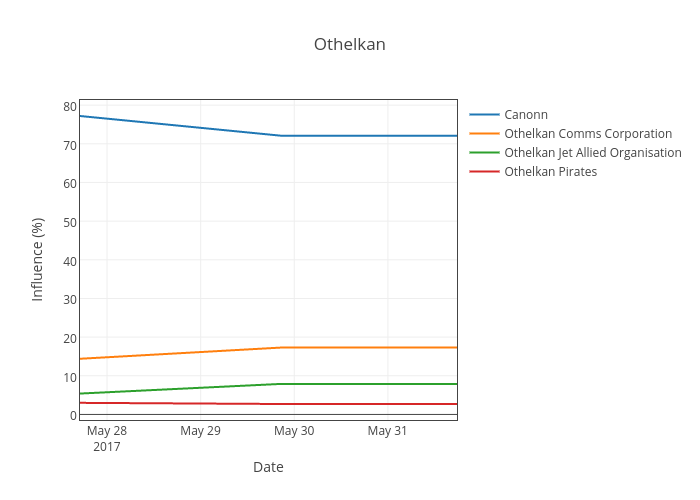 Othelkan
Canonn
Othelkan Comms Corporation
Othelkan Jet Allied Organisation
Othelkan Pirates
Influence (%)
80
70
60
50
40
30
20
10
0
May 28
2017
May 29
May 30
May 31
Date